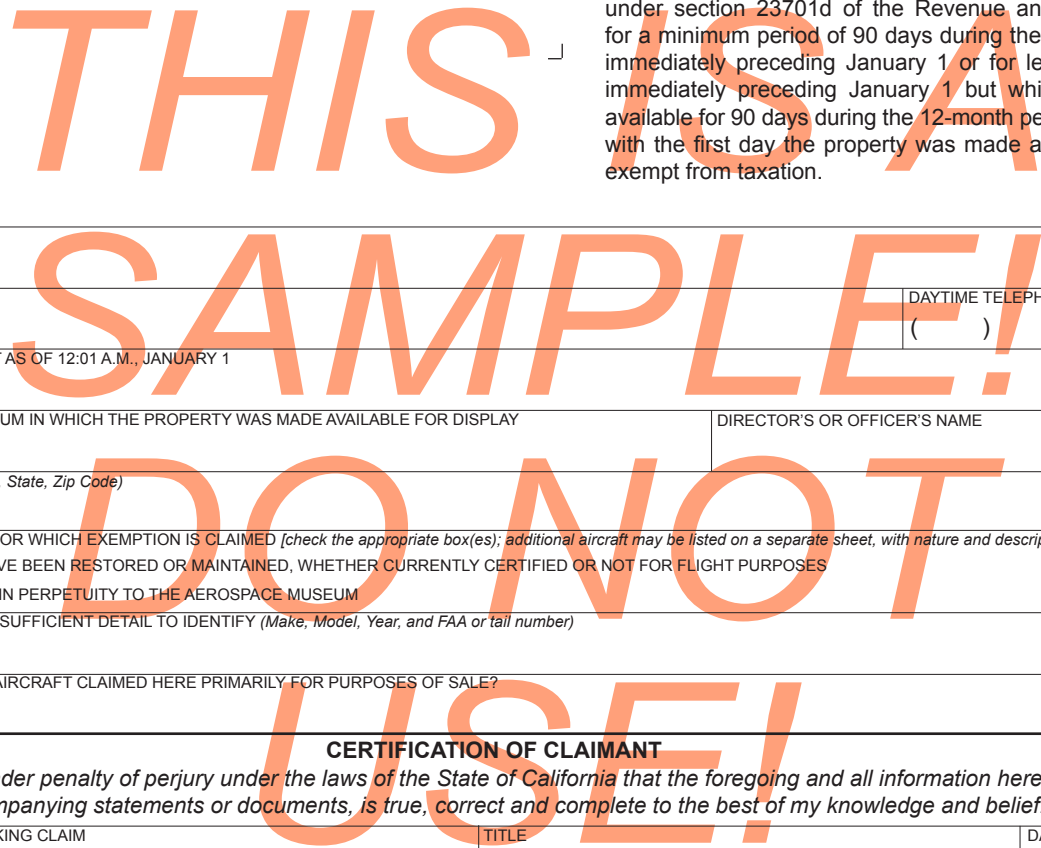 under section 23701d of the Revenue an
for a minimum period of 90 days during the
immediately preceding January 1 or for le
immediately preceding January 1 but whi
available for 90 days during the 12-month pe
with the first day the property was made a
exempt from taxation.
THIS IS A
SAMPLE!
DO NOT
USE!
DAYTIME TELEPH
( )
AS OF 12:01 A.M., JANUARY 1
UM IN WHICH THE PROPERTY WAS MADE AVAILABLE FOR DISPLAY
DIRECTOR'S OR OFFICER'S NAME
, State, Zip Code)
OR WHICH EXEMPTION IS CLAIMED [check the appropriate box(es); additional aircraft may be listed on a separate sheet, with nature and descrip
VE BEEN RESTORED OR MAINTAINED, WHETHER CURRENTLY CERTIFIED OR NOT FOR FLIGHT PURPOSES
IN PERPETUITY TO THE AEROSPACE MUSEUM
SUFFICIENT DETAIL TO IDENTIFY (Make, Model, Year, and FAA or tail number)
AIRCRAFT CLAIMED HERE PRIMARILY FOR PURPOSES OF SALE?
CERTIFICATION OF CLAIMANT
der penalty of perjury under the laws of the State of California that the foregoing and all information here
mpanying statements or documents, is true, correct and complete to the best of my knowledge and belief.
KING CLAIM
TITLE
DA